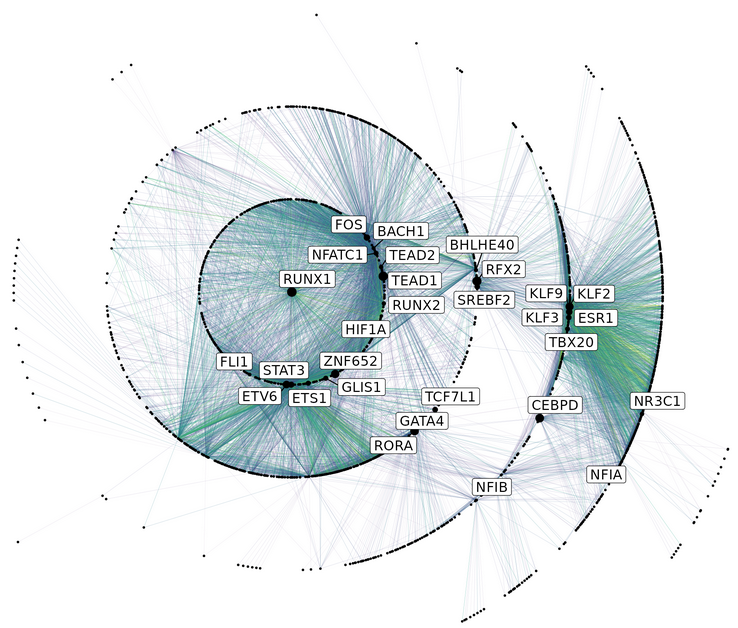 FOS
BACH1
BHLHE40
NFATC1
TEAD2
RFX2
RUNX1
TEAD1
KLF9
KLF2
SREBF2
RUNX2
KLF3
ESR1
HIF1A
TBX20
FLI1
STAT3
ZNF652
GLIS1
ETV6
ETS1
TCF7L1
CEBPD
NR3C1
GATA4
RORA
NFIB
NFIA